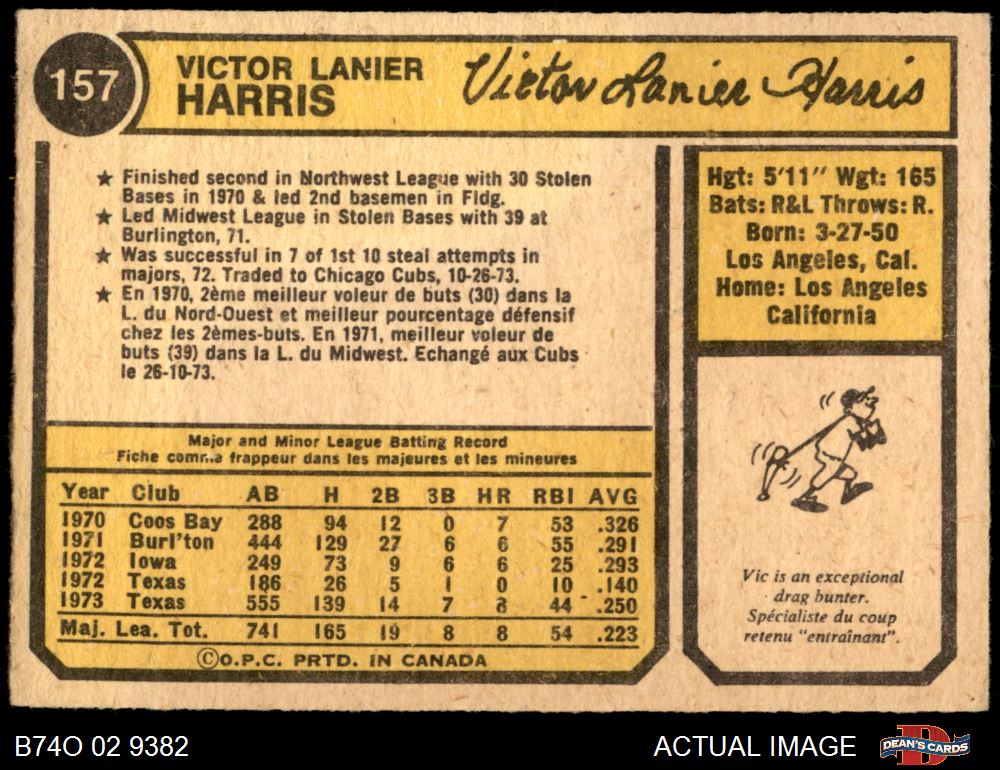 157
VICTOR LANIER
HARRIS
Victor Lanier Harris
★ Finished second in Northwest League with 30 Stolen
Bases in 1970 & led 2nd basemen in Fldg.
★ Led Midwest League in Stolen Bases with 39 at
Burlington, 71.
★ Was successful in 7 of 1st 10 steal attempts in
majors, 72. Traded to Chicago Cubs, 10-26-73.
★ En 1970, 2ème meilleur voleur de buts (30) dans la
L. du Nord-Ouest et meilleur pourcentage défensif
chez les 2èmes-buts. En 1971, meilleur voleur de
buts (39) dans la L. du Midwest. Echangé aux Cubs
le 26-10-73.
Hgt: 5'11" Wgt: 165
Bats: R&L Throws: R.
Born: 3-27-50
Los Angeles, Cal.
Home: Los Angeles
California
Major and Minor League Batting Record
Fiche comme frappeur dans les majeures et les mineures
Year Club AB H 2B 3B HR RBI AVG
1970 Coos Bay 288 94 12 0 7 53 .326
1971 Burl'ton 444 129 27 6 6 55 .291
1972 Iowa 249 73 9 6 6 25 .293
1972 Texas 186 26 5 1 0 10 .140
1973 Texas 555 139 14 7 8 44 .250
Maj. Lea. Tot. 741 165 19 8 8 54 .223
©O.P.C. PRTD. IN CANADA
Vic is an exceptional
drag bunter.
Spécialiste du coup
retenu "entraînant".
B74O 02 9382
ACTUAL IMAGE
DEAN'S CARDS